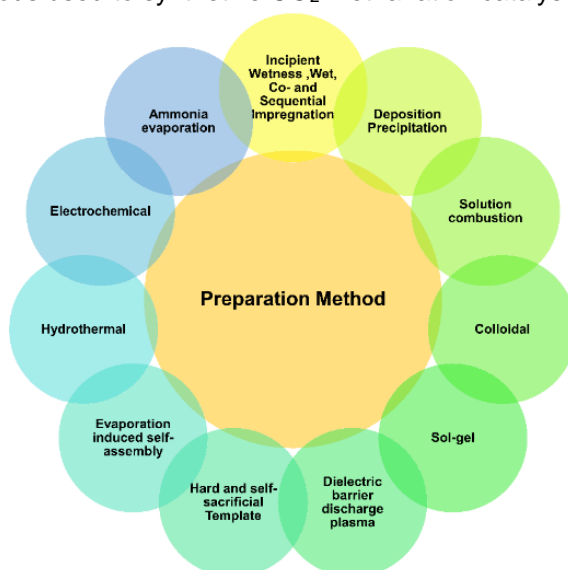 Incipient
Wetness ,Wet,
Co- and
Sequential
Impregnation
Deposition
Precipitation
Solution
combustion
Colloidal
Sol-gel
Dielectric
barrier
discharge
plasma
Hard and self-
sacrificial
Template
Evaporation
induced self-
assembly
Hydrothermal
Electrochemical
Ammonia
evaporation
Preparation Method